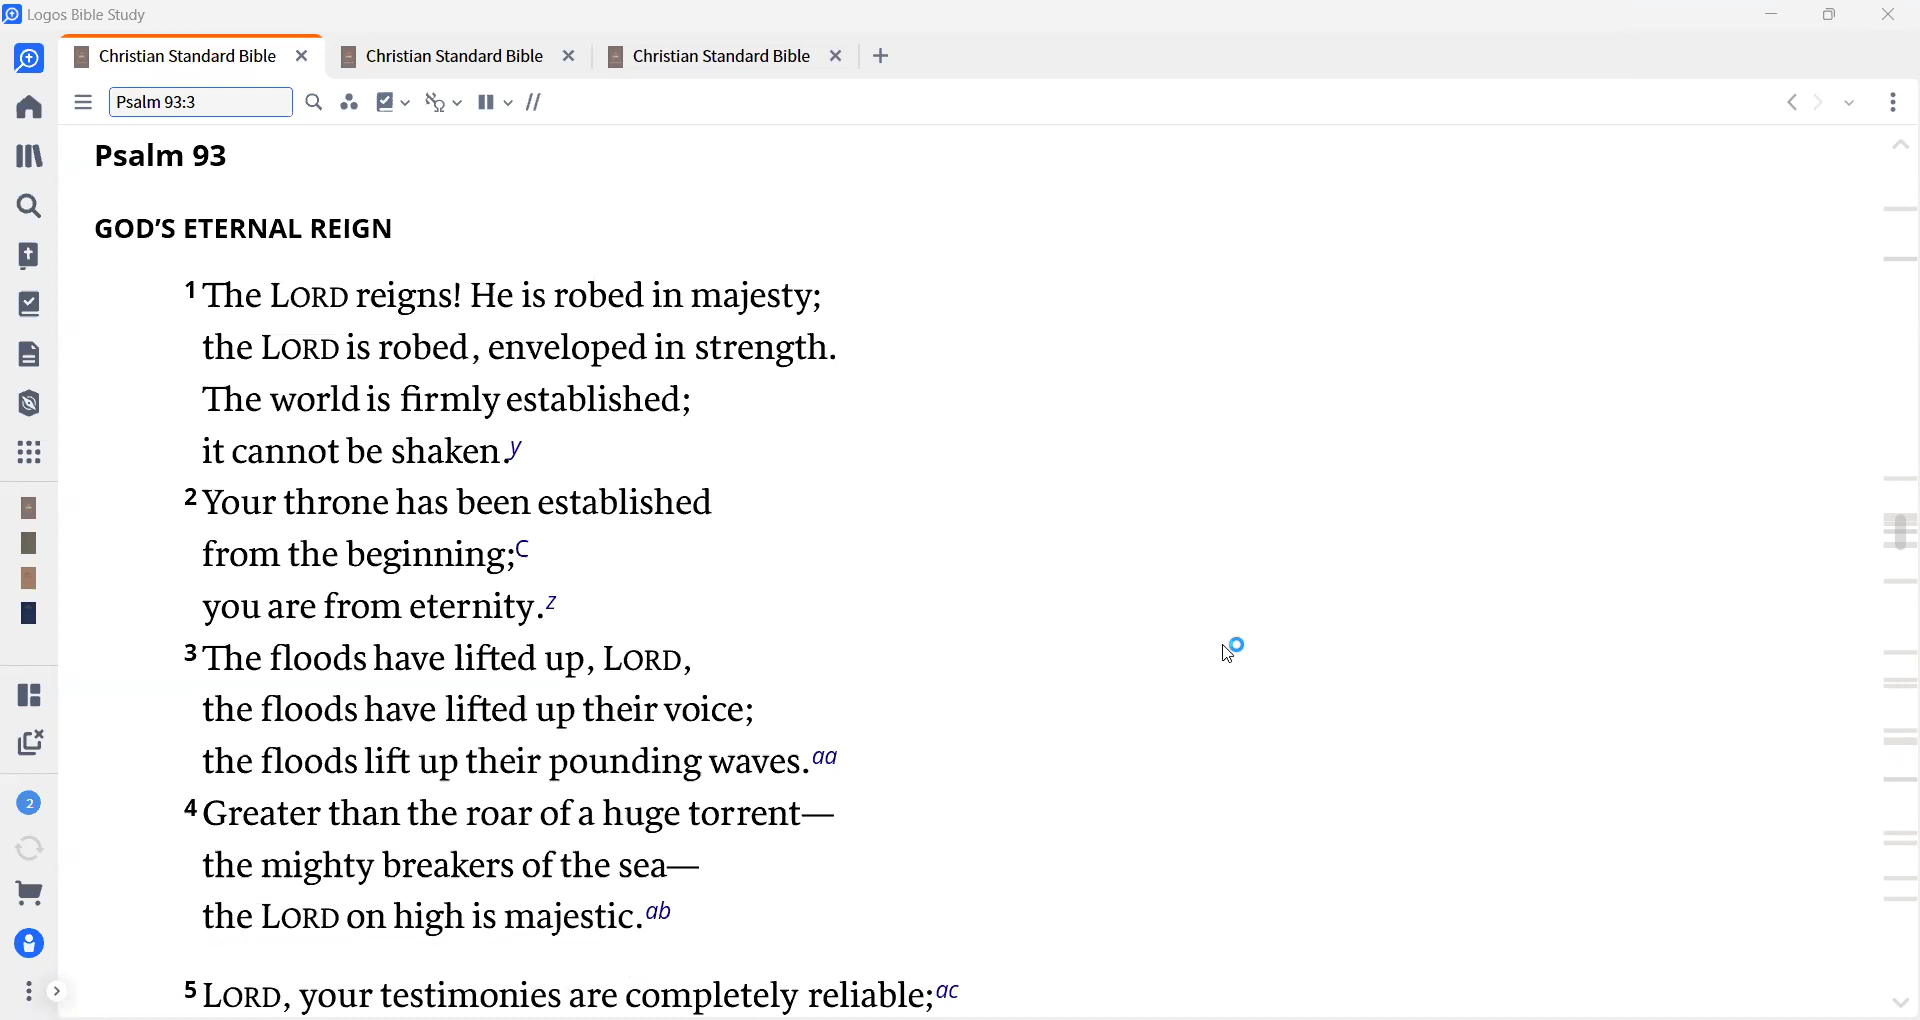 Logos Bible Study
Christian Standard Bible
Christian Standard Bible
Christian Standard Bible
Psalm 93:3
Psalm 93
GOD’S ETERNAL REIGN
1 The LORD reigns! He is robed in majesty;
the LORD is robed, enveloped in strength.
The world is firmly established;
it cannot be shaken.y
2 Your throne has been established
from the beginning;C
you are from eternity.z
3 The floods have lifted up, LORD,
the floods have lifted up their voice;
the floods lift up their pounding waves.aa
4 Greater than the roar of a huge torrent—
the mighty breakers of the sea—
the LORD on high is majestic.ab
5 LORD, your testimonies are completely reliable;ac
2